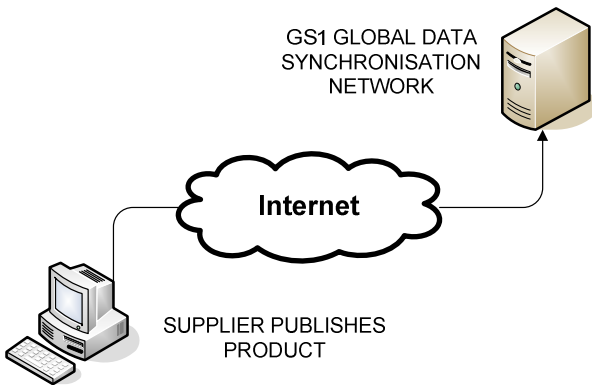 GS1 GLOBAL DATA
SYNCHRONISATION
NETWORK
Internet
SUPPLIER PUBLISHES
PRODUCT